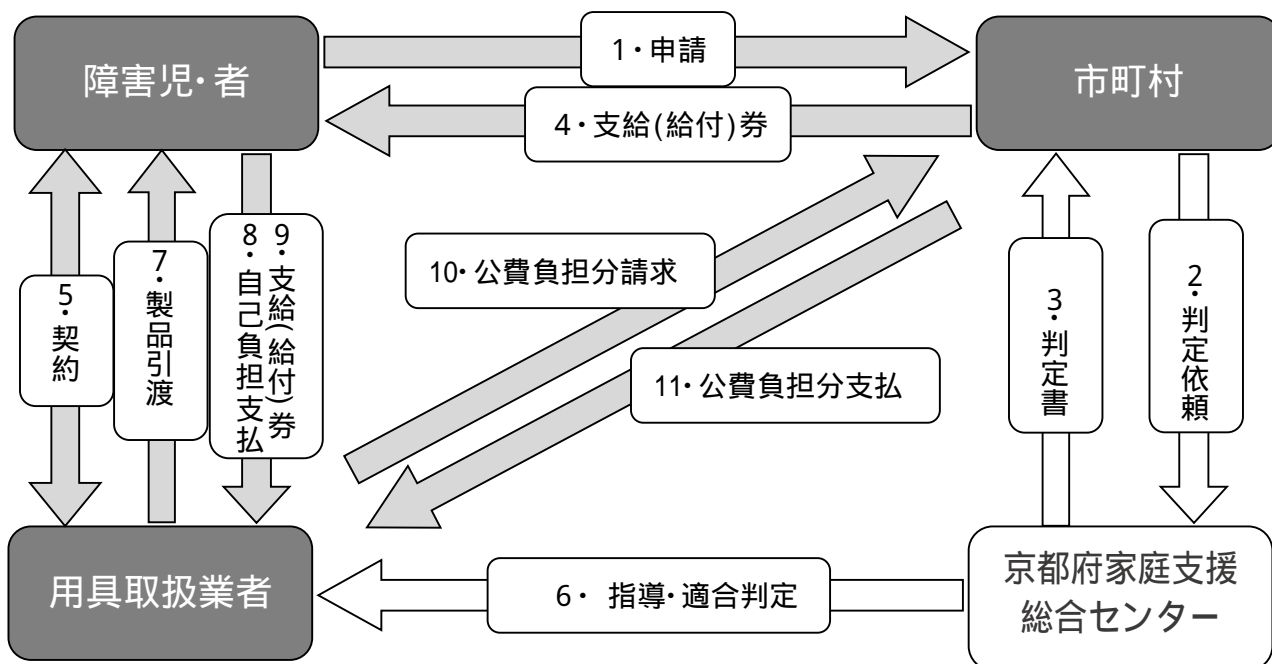 障害児・者
1・申請
市町村
4・支給(給付)券
5・契約
7・製品引渡
9・支給(給付)券
8・自己負担支払
10・公費負担分請求
11・公費負担分支払
3・判定書
2・判定依頼
用具取扱業者
6・ 指導・適合判定
京都府家庭支援
総合センター